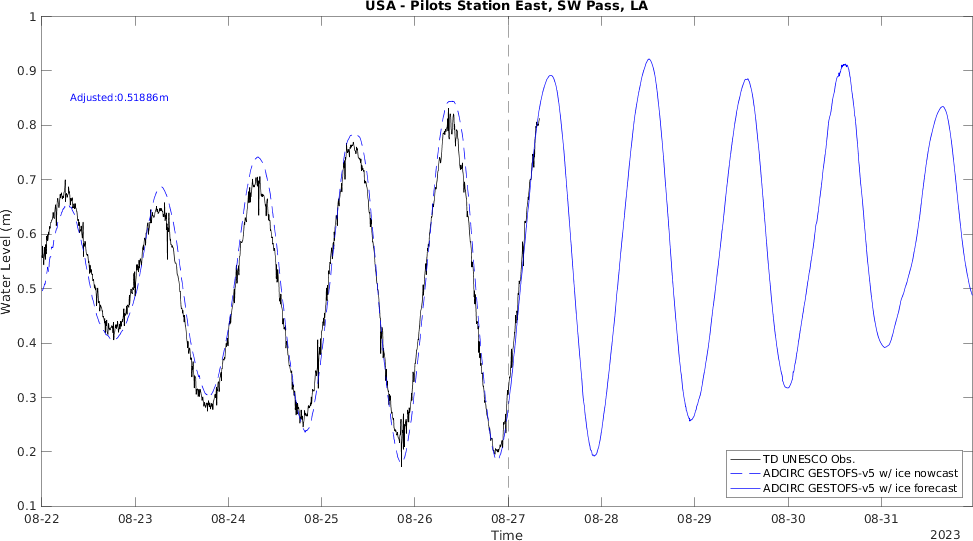 USA - Pilots Station East, SW Pass, LA
1
0.9
Adjusted:0.51886m
0.8
0.7
0.6
Water Level (m)
0.5
0.4
0.3
0.2
0.1
TD UNESCO Obs.
ADCIRC GESTOFS-v5 w/ ice nowcast
ADCIRC GESTOFS-v5 w/ ice forecast
08-22 08-23 08-24 08-25 08-26 08-27 08-28 08-29 08-30 08-31
Time
2023